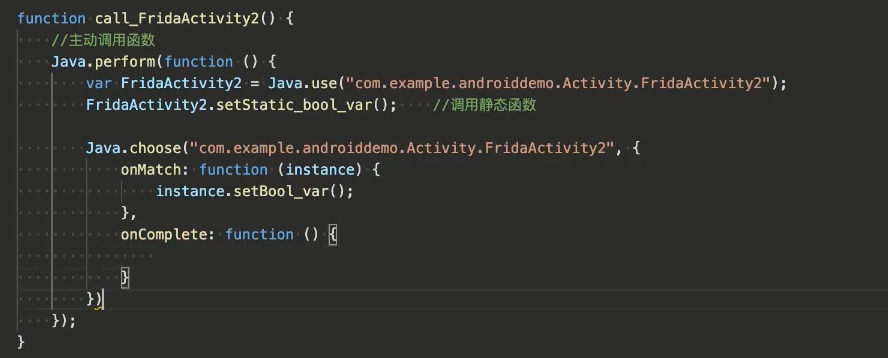 function call_FridaActivity2() {
    //主动调用函数
    Java.perform(function () {
        var FridaActivity2 = Java.use("com.example.androiddemo.Activity.FridaActivity2");
        FridaActivity2.setStatic_bool_var();    //调用静态函数

        Java.choose("com.example.androiddemo.Activity.FridaActivity2", {
            onMatch: function (instance) {
                instance.setBool_var();
            },
            onComplete: function () {

            }
        })
    });
}